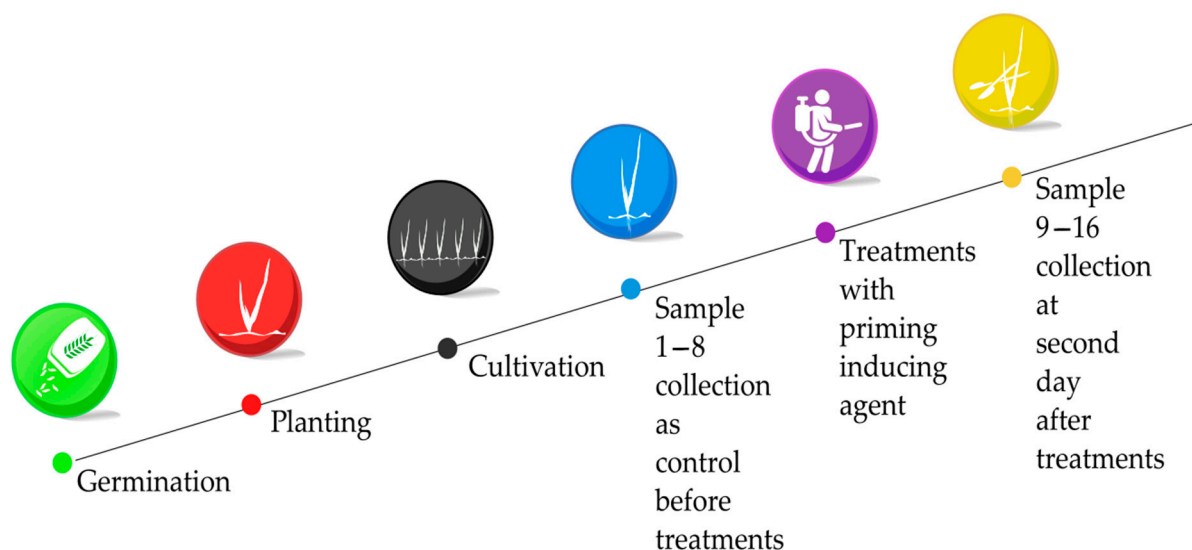 Germination
Planting
Cultivation
Sample
1–8
collection
as
control
before
treatments
Treatments
with
priming
inducing
agent
Sample
9–16
collection
at
second
day
after
treatments